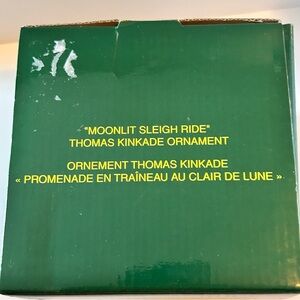 "MOONLIT SLEIGH RIDE"
THOMAS KINKADE ORNAMENT
ORNEMENT THOMAS KINKADE
« PROMENADE EN TRAÎNEAU AU CLAIR DE LUNE »